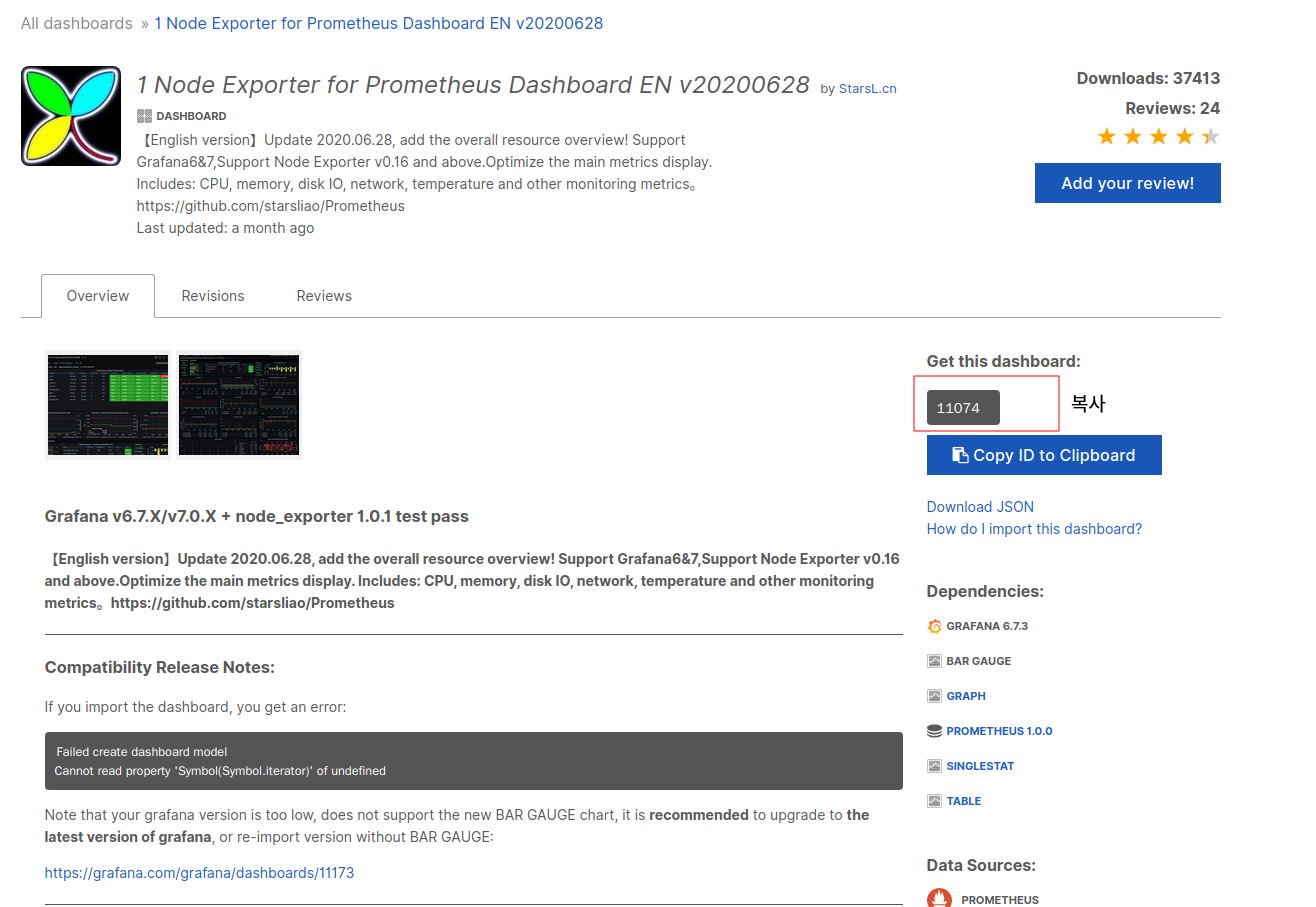 All dashboards » 1 Node Exporter for Prometheus Dashboard EN v20200628
1 Node Exporter for Prometheus Dashboard EN v20200628 by StarsL.cn
DASHBOARD
【English version】Update 2020.06.28, add the overall resource overview! Support
Grafana6&7,Support Node Exporter v0.16 and above.Optimize the main metrics display.
Includes: CPU, memory, disk IO, network, temperature and other monitoring metrics。
https://github.com/starsliao/Prometheus
Last updated: a month ago
Downloads: 37413
Reviews: 24
Add your review!
Overview
Revisions
Reviews
Grafana v6.7.X/v7.0.X + node_exporter 1.0.1 test pass
【English version】Update 2020.06.28, add the overall resource overview! Support Grafana6&7,Support Node Exporter v0.16
and above.Optimize the main metrics display. Includes: CPU, memory, disk IO, network, temperature and other monitoring
metrics。https://github.com/starsliao/Prometheus
Compatibility Release Notes:
If you import the dashboard, you get an error:
Failed create dashboard model
Cannot read property 'Symbol(Symbol.iterator)' of undefined
Note that your grafana version is too low, does not support the new BAR GAUGE chart, it is recommended to upgrade to the
latest version of grafana, or re-import version without BAR GAUGE:
https://grafana.com/grafana/dashboards/11173
Get this dashboard:
11074 복사
Copy ID to Clipboard
Download JSON
How do I import this dashboard?
Dependencies:
GRAFANA 6.7.3
BAR GAUGE
GRAPH
PROMETHEUS 1.0.0
SINGLESTAT
TABLE
Data Sources:
PROMETHEUS